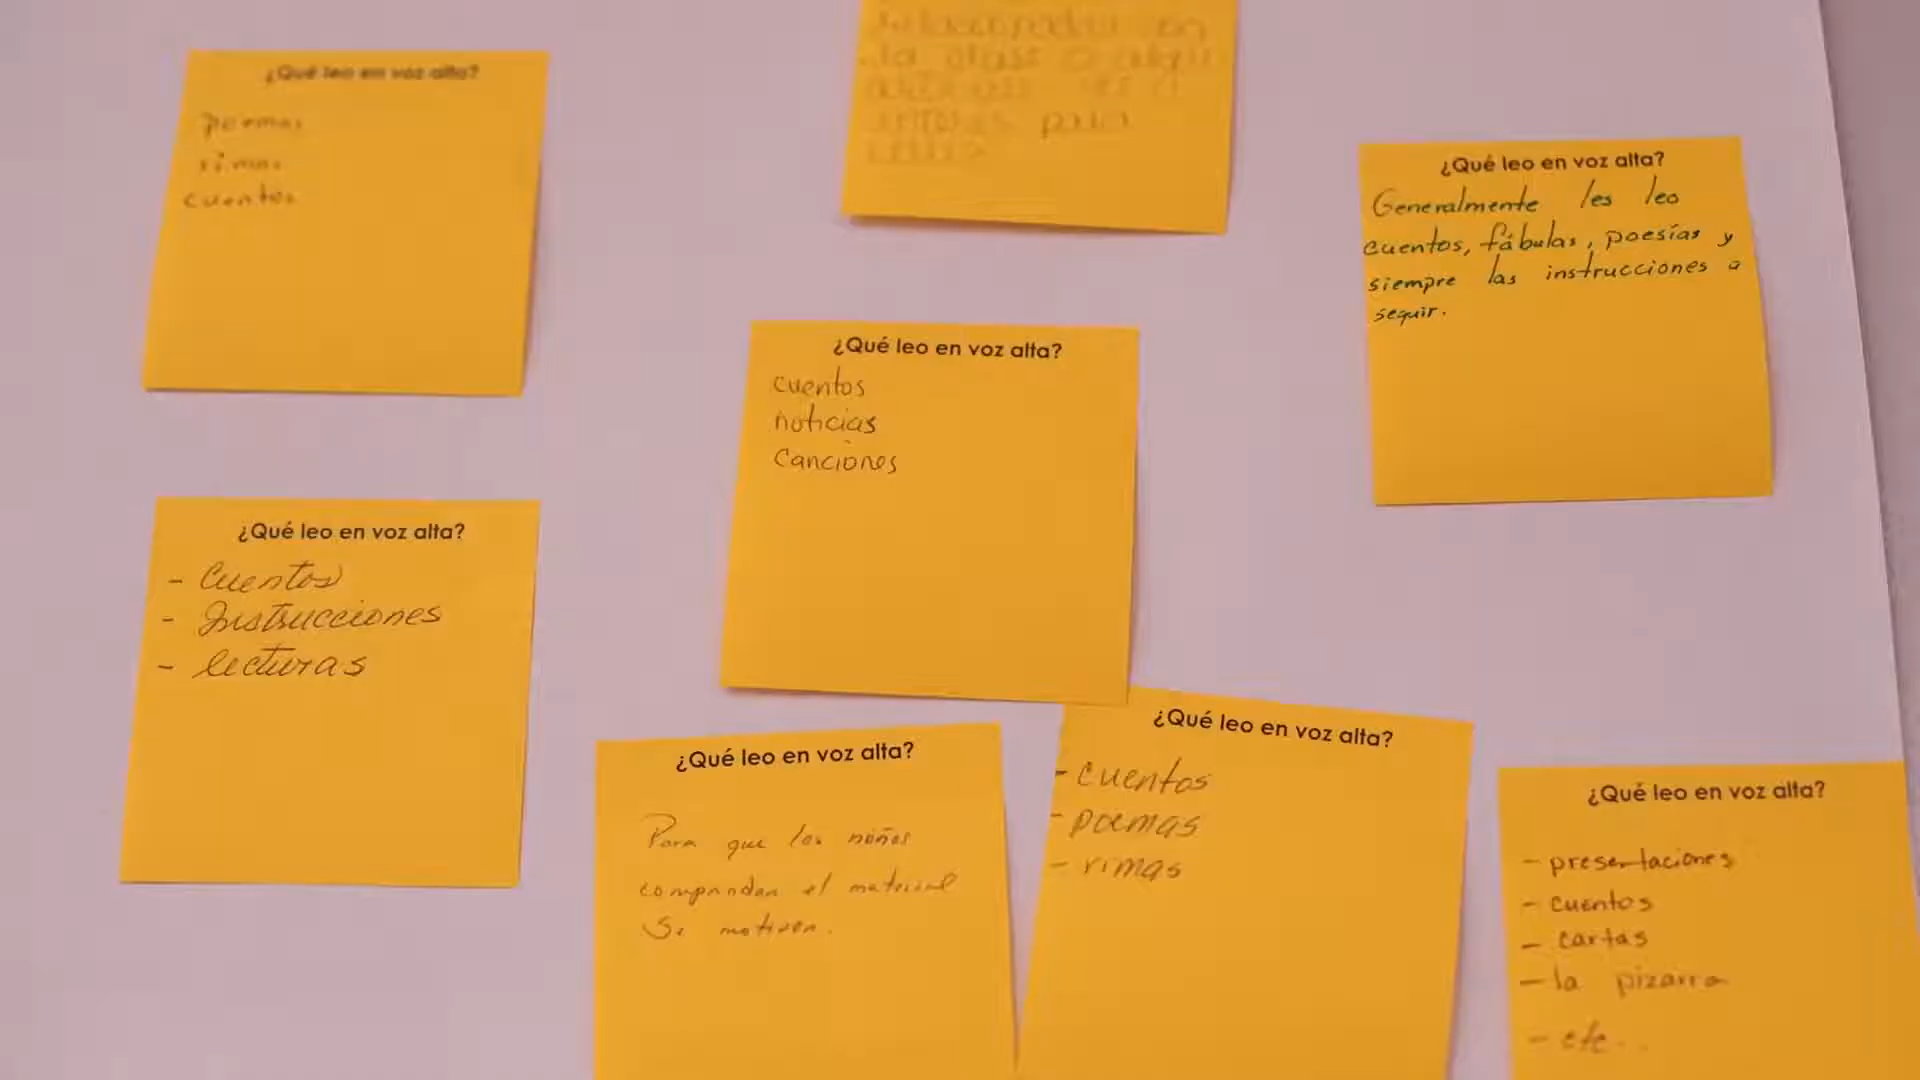 ¿Qué leo en voz alta?
poemas
rimas
cuentos
la clase o
para
¿Qué leo en voz alta?
Generalmente les leo
cuentos, fábulas, poesías y
siempre las instrucciones a
seguir.
¿Qué leo en voz alta?
cuentos
noticias
Canciones
¿Qué leo en voz alta?
- Cuentos
- Instrucciones
- lecturas
¿Qué leo en voz alta?
Para que los niños
comprendan el material
Se motiven.
¿Qué leo en voz alta?
- cuentos
- poemas
- rimas
¿Qué leo en voz alta?
- presentaciones
- cuentos
- cartas
- la pizarra
- etc...